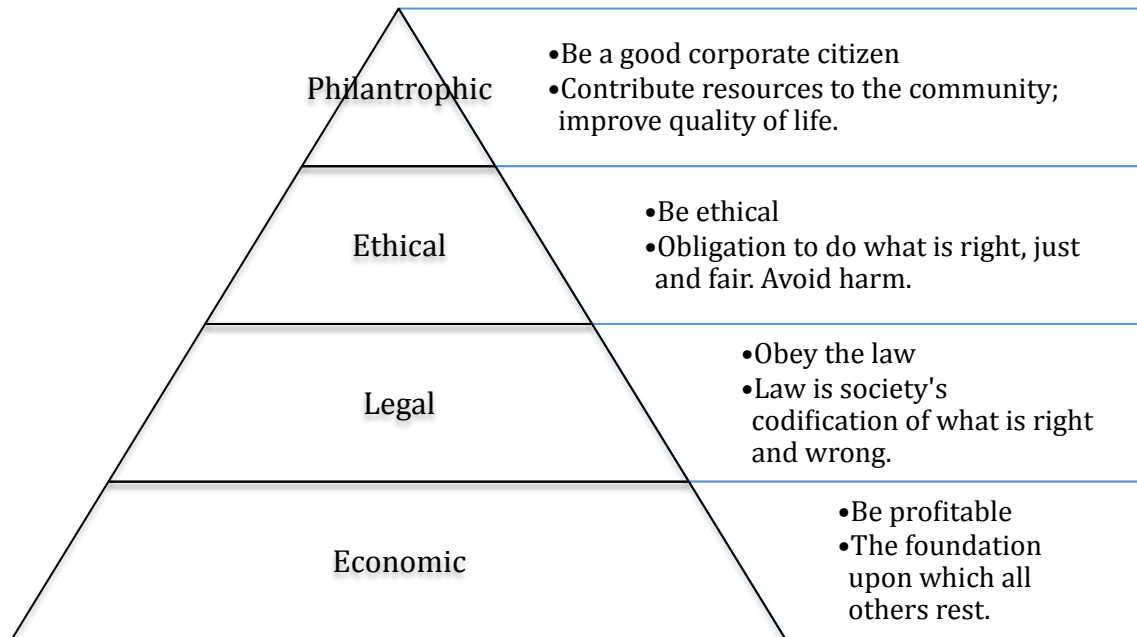 Philantrophic
•Be a good corporate citizen
•Contribute resources to the community;
improve quality of life.
Ethical
•Be ethical
•Obligation to do what is right, just
and fair. Avoid harm.
Legal
•Obey the law
•Law is society's
codification of what is right
and wrong.
Economic
•Be profitable
•The foundation
upon which all
others rest.